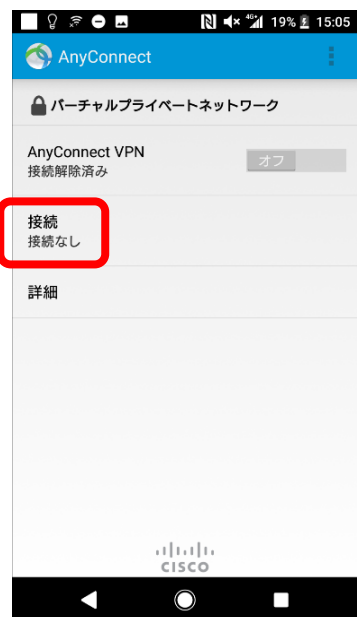 4G+ 19% 15:05
AnyConnect
バーチャルプライベートネットワーク
AnyConnect VPN
接続解除済み
オフ
接続
接続なし
詳細
CISCO